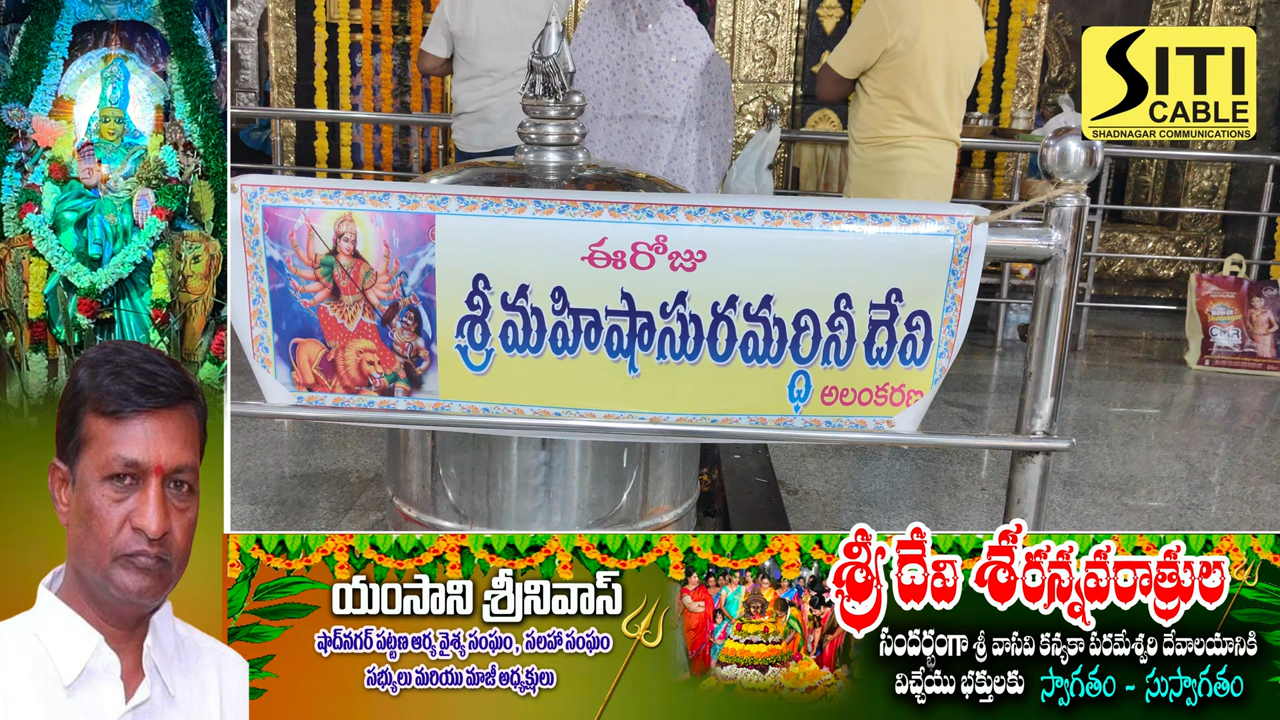 SITI
CABLE
SHADNAGAR COMMUNICATIONS
ఈరోజు
శ్రీ మహిషాసురమర్ధినీ దేవి
అలంకరణ
CMR
యంసాని శ్రీనివాస్
షాద్‌నగర్ పట్టణ ఆర్య వైశ్య సంఘం, సలహా సంఘం
సభ్యులు మరియు మాజీ అధ్యక్షులు
శ్రీ దేవి శరన్నవరాత్రుల
సందర్భంగా శ్రీ వాసవి కన్యకా పరమేశ్వరి దేవాలయానికి
విచ్చేయు భక్తులకు స్వాగతం - సుస్వాగతం